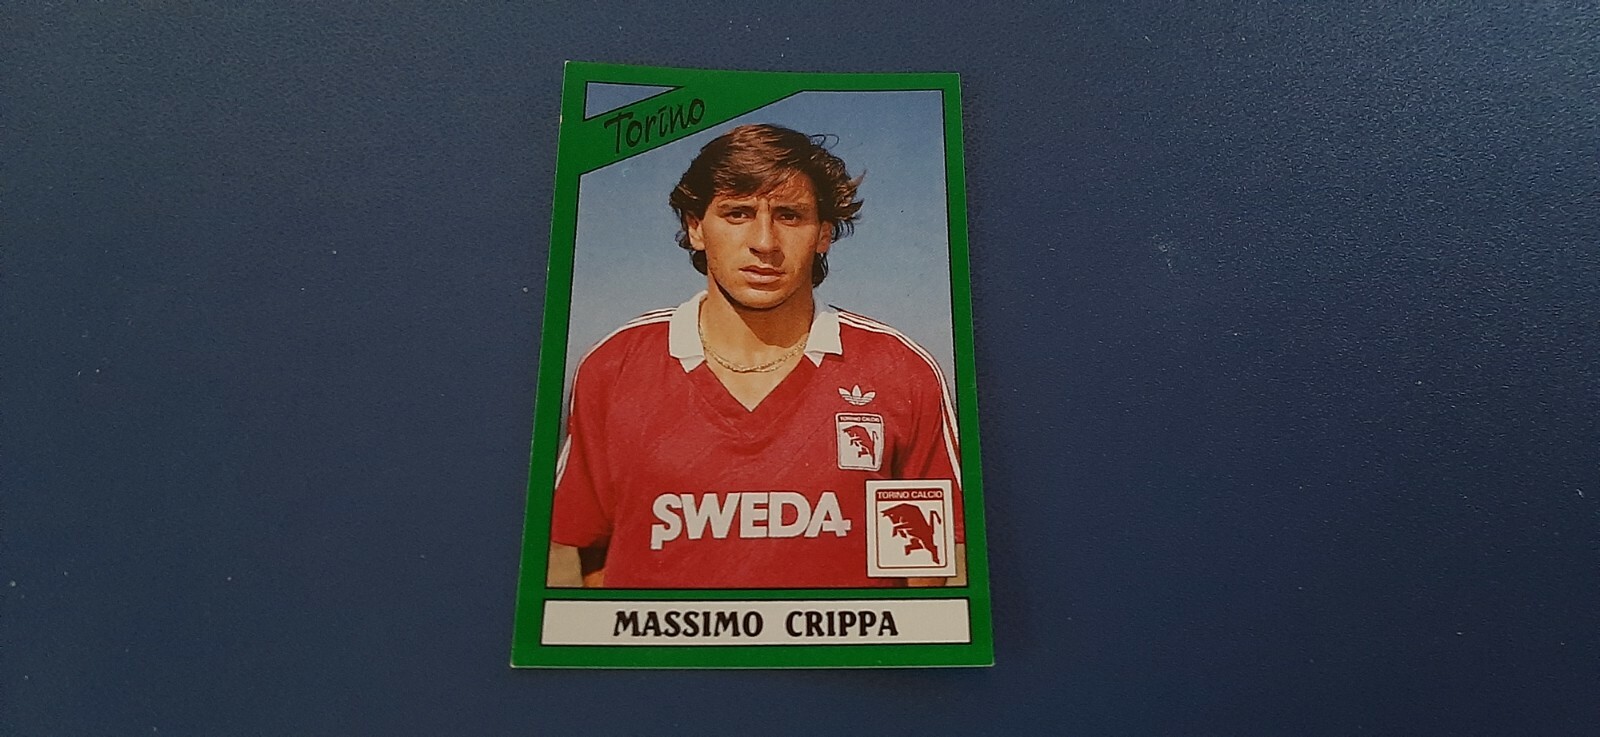 Torino
TORINO CALCIO
SWEDA
TORINO CALCIO
MASSIMO CRIPPA